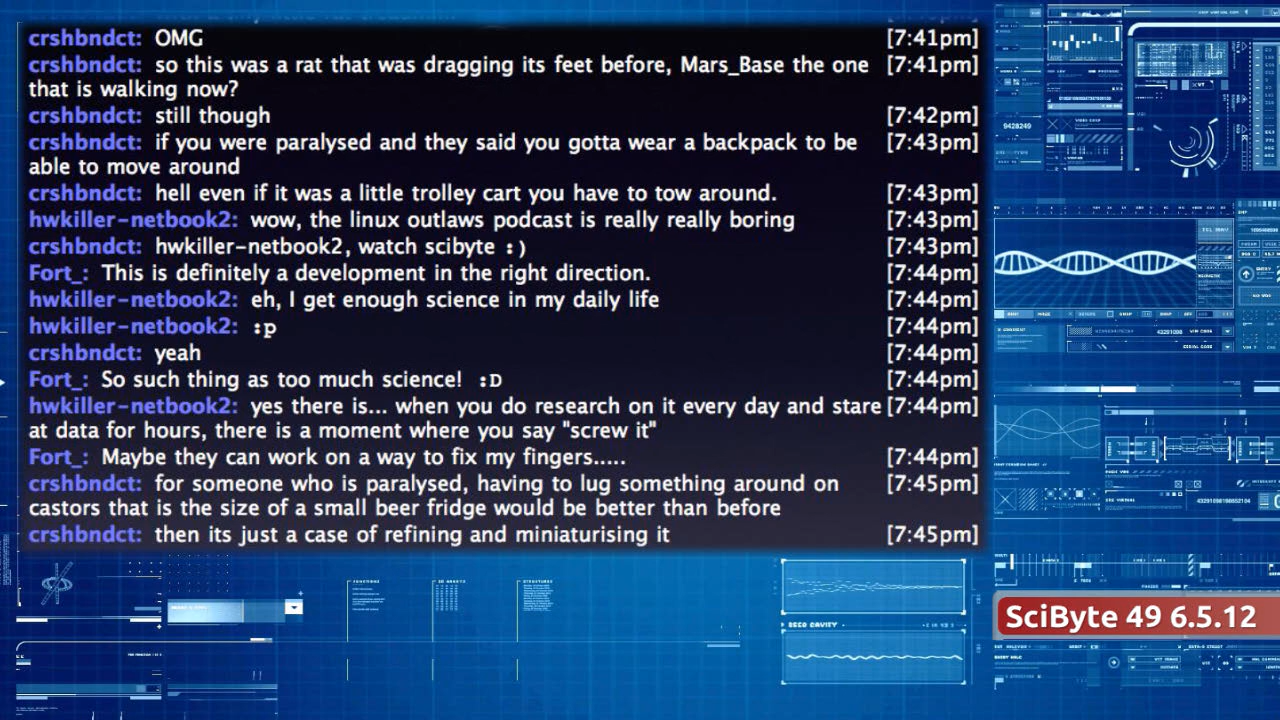 crshbndct: OMG [7:41pm]
crshbndct: so this was a rat that was dragging its feet before, Mars_Base the one [7:41pm]
that is walking now?
crshbndct: still though [7:42pm]
crshbndct: if you were paralysed and they said you gotta wear a backpack to be [7:43pm]
able to move around
crshbndct: hell even if it was a little trolley cart you have to tow around. [7:43pm]
hwkiller-netbook2: wow, the linux outlaws podcast is really really boring [7:43pm]
crshbndct: hwkiller-netbook2, watch scibyte :) [7:43pm]
Fort_: This is definitely a development in the right direction. [7:44pm]
hwkiller-netbook2: eh, I get enough science in my daily life [7:44pm]
hwkiller-netbook2: :p [7:44pm]
crshbndct: yeah [7:44pm]
Fort_: So such thing as too much science! :D [7:44pm]
hwkiller-netbook2: yes there is... when you do research on it every day and stare [7:44pm]
at data for hours, there is a moment where you say "screw it"
Fort_: Maybe they can work on a way to fix my fingers..... [7:44pm]
crshbndct: for someone who is paralysed, having to lug something around on [7:45pm]
castors that is the size of a small beer fridge would be better than before
crshbndct: then its just a case of refining and miniaturising it [7:45pm]
9428249
SciByte 49 6.5.12